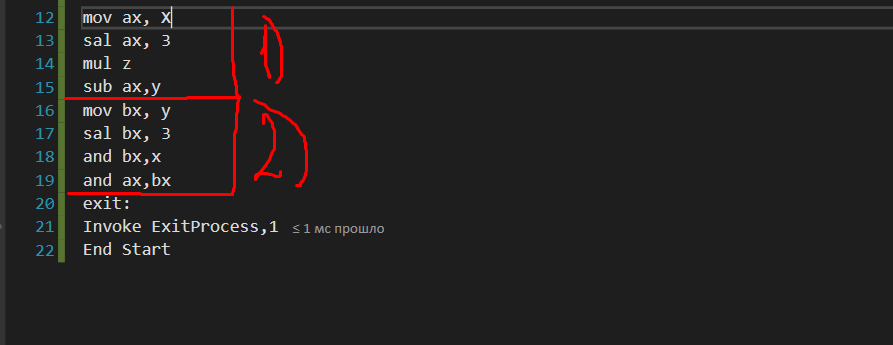 12 mov ax, X
13 sal ax, 3
14 mul z
15 sub ax,y
16 mov bx, y
17 sal bx, 3
18 and bx,x
19 and ax,bx
20 exit:
21 Invoke ExitProcess,1 ≤ 1 мс прошло
22 End Start
1)
2)